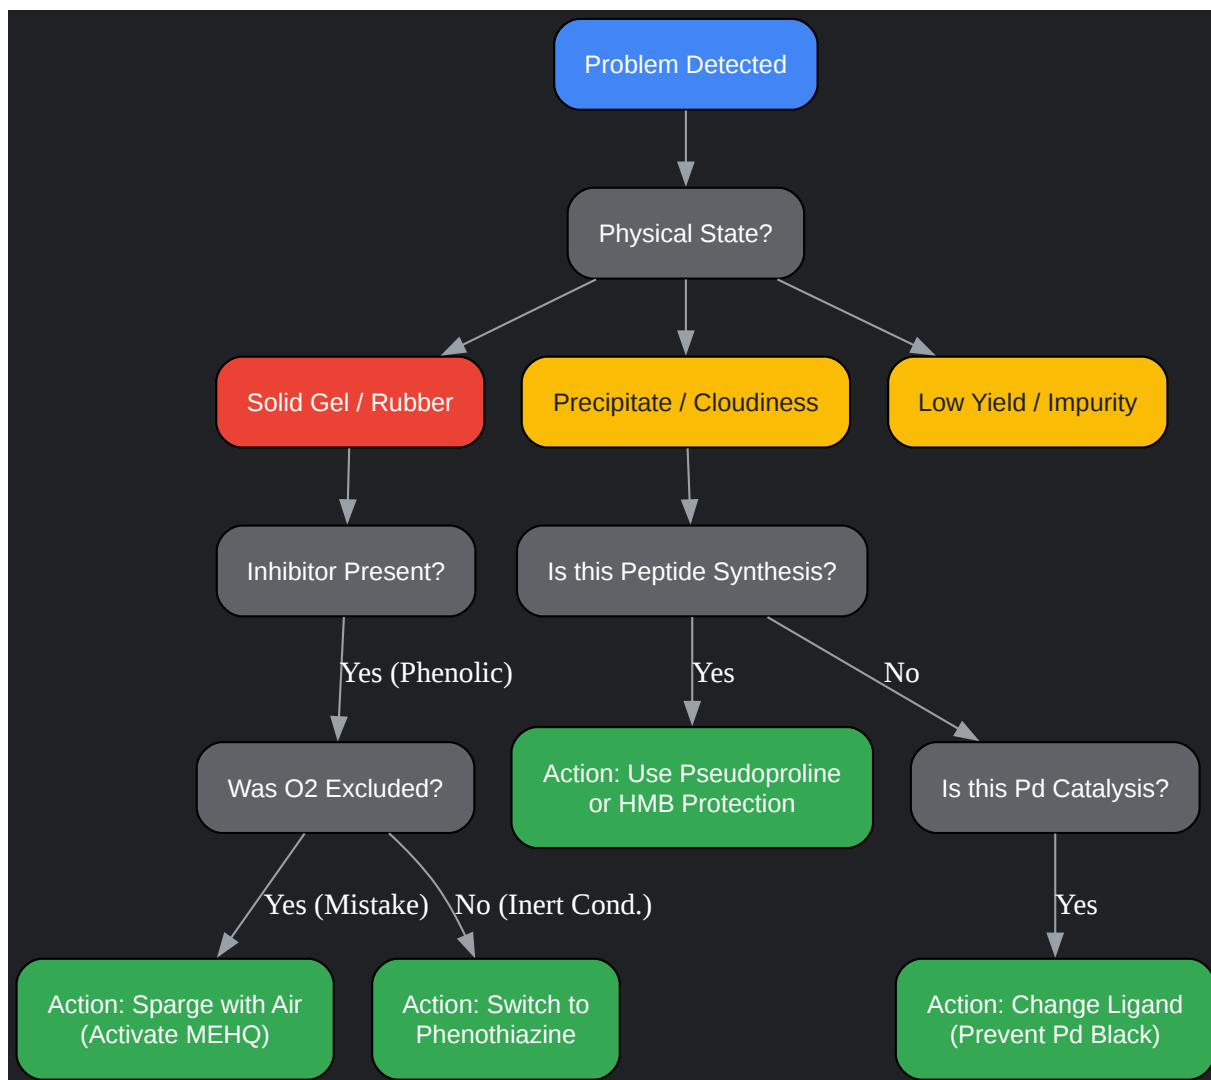 Problem Detected
Physical State?
Solid Gel / Rubber
Precipitate / Cloudiness
Low Yield / Impurity
Inhibitor Present?
Is this Peptide Synthesis?
Yes (Phenolic)
Yes
No
Was O2 Excluded?
Action: Use Pseudoproline
or HMB Protection
Is this Pd Catalysis?
Yes (Mistake)
No (Inert Cond.)
Yes
Action: Sparge with Air
(Activate MEHQ)
Action: Switch to
Phenothiazine
Action: Change Ligand
(Prevent Pd Black)